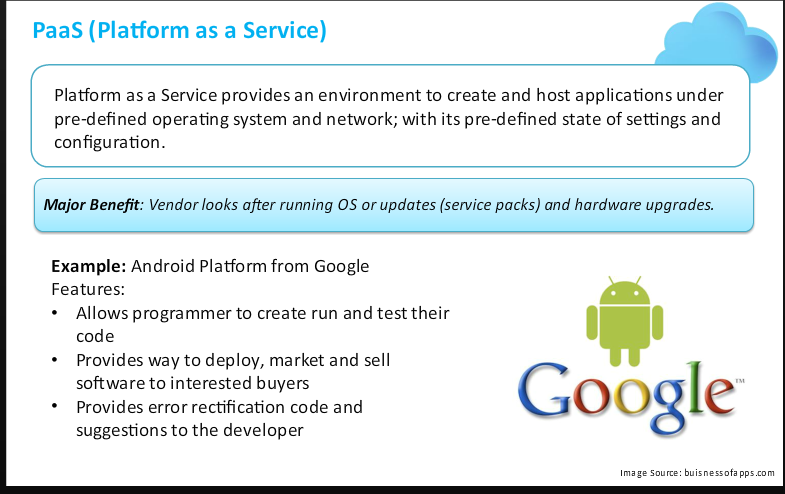 PaaS (Platform as a Service)
Platform as a Service provides an environment to create and host applications under
pre-defined operating system and network; with its pre-defined state of settings and
configuration.
Major Benefit: Vendor looks after running OS or updates (service packs) and hardware upgrades.
Example: Android Platform from Google
Features:
• Allows programmer to create run and test their
code
• Provides way to deploy, market and sell
software to interested buyers
• Provides error rectification code and
suggestions to the developer
Google™
Image Source: buisnessofapps.com